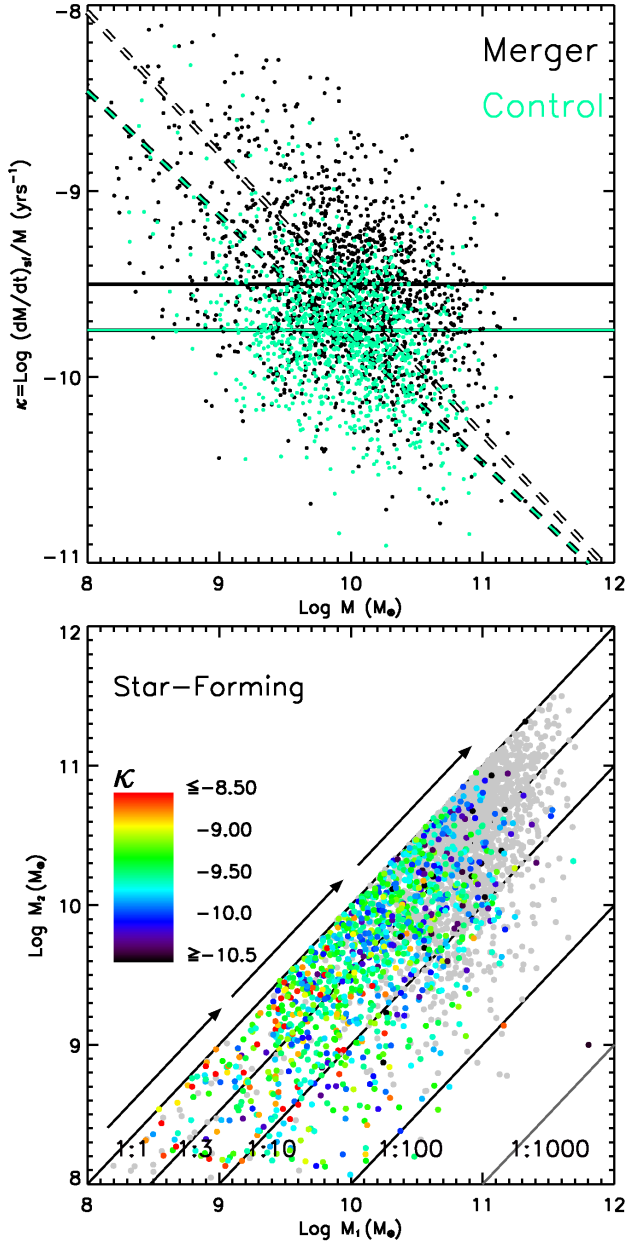 -8
Merger
Control
-9
κ=Log (dM/dt)sf/M (yrs⁻¹)
-10
-11
8 9 10 11 12
Log M (M⊙)
12
Star-Forming
11
κ
≤-8.50
-9.00
-9.50
-10.0
≥-10.5
Log M₂(M⊙)
10
9
1:1 1:3 1:10 1:100 1:1000
8
8 9 10 11 12
Log M₁(M⊙)